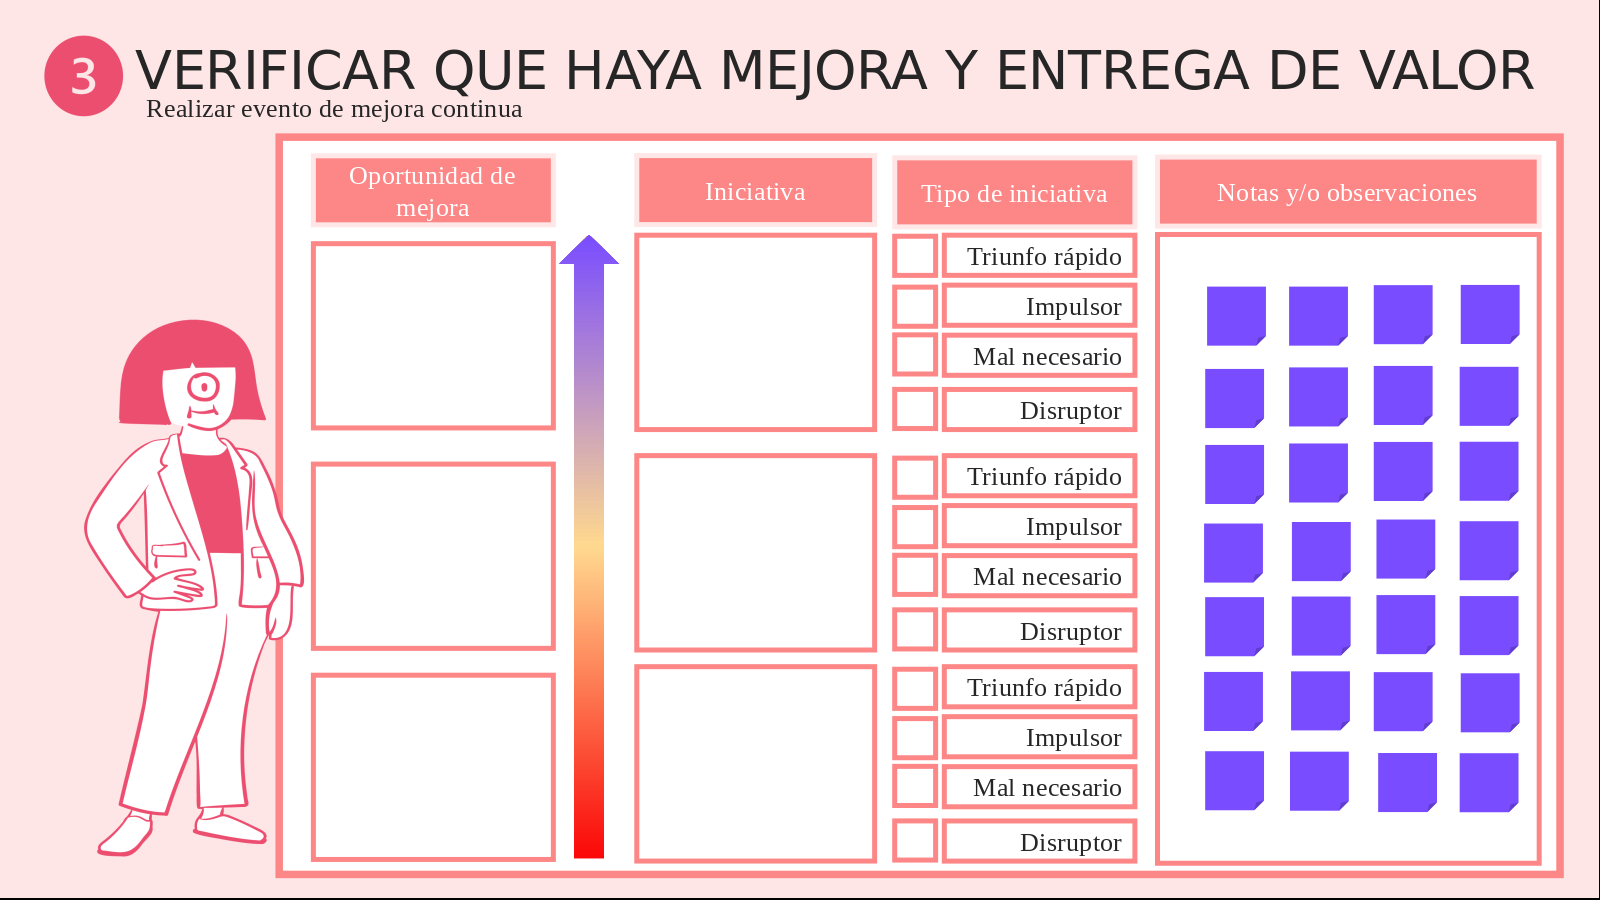 3
VERIFICAR QUE HAYA MEJORA Y ENTREGA DE VALOR
Realizar evento de mejora continua
Oportunidad de
mejora
Iniciativa
Tipo de iniciativa
Notas y/o observaciones
Triunfo rápido
Impulsor
Mal necesario
Disruptor
Triunfo rápido
Impulsor
Mal necesario
Disruptor
Triunfo rápido
Impulsor
Mal necesario
Disruptor